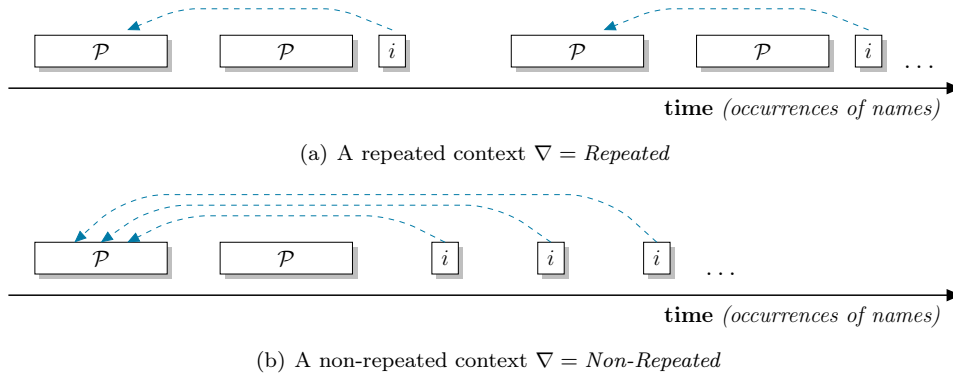 𝒫 𝒫 i 𝒫 𝒫 i ...
time (occurrences of names)
(a) A repeated context ∇ = Repeated
𝒫 𝒫 i i i ...
time (occurrences of names)
(b) A non-repeated context ∇ = Non-Repeated